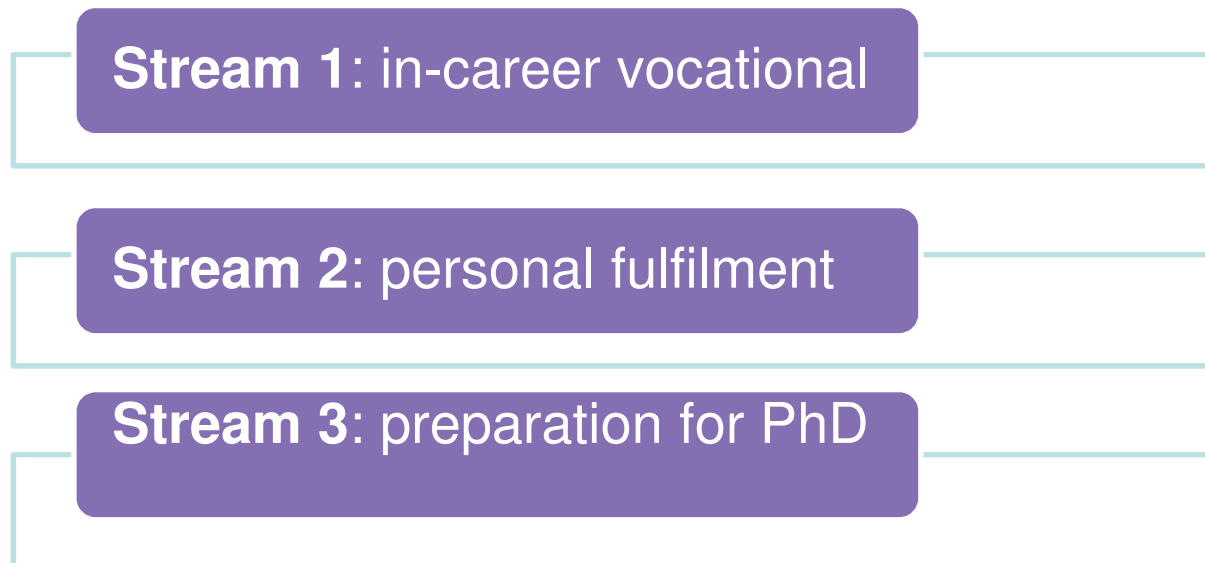 Stream 1: in-career vocational
Stream 2: personal fulfilment
Stream 3: preparation for PhD